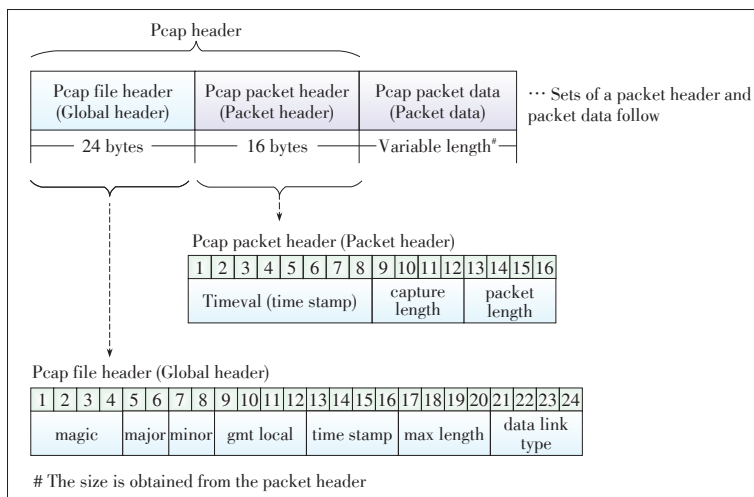 Pcap header
Pcap file header
(Global header)
Pcap packet header
(Packet header)
Pcap packet data
(Packet data)
··· Sets of a packet header and
packet data follow
24 bytes
16 bytes
Variable length#
Pcap packet header (Packet header)
1 2 3 4 5 6 7 8 9 10 11 12 13 14 15 16
Timeval (time stamp)
capture
length
packet
length
Pcap file header (Global header)
1 2 3 4 5 6 7 8 9 10 11 12 13 14 15 16 17 18 19 20 21 22 23 24
magic
major
minor
gmt local
time stamp
max length
data link
type
# The size is obtained from the packet header